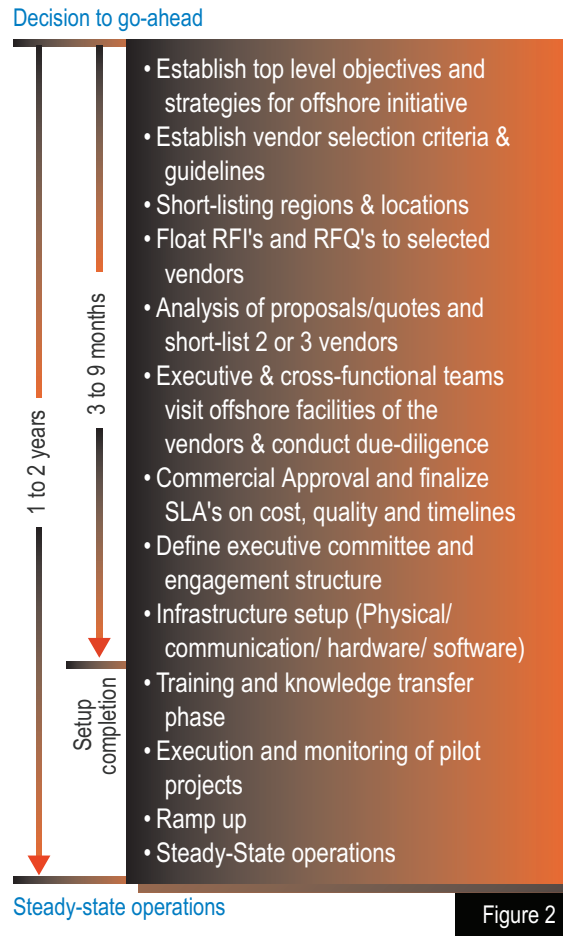 Decision to go-ahead
• Establish top level objectives and
strategies for offshore initiative
• Establish vendor selection criteria &
guidelines
• Short-listing regions & locations
• Float RFI's and RFQ's to selected
vendors
• Analysis of proposals/quotes and
short-list 2 or 3 vendors
• Executive & cross-functional teams
visit offshore facilities of the
vendors & conduct due-diligence
• Commercial Approval and finalize
SLA's on cost, quality and timelines
• Define executive committee and
engagement structure
• Infrastructure setup (Physical/
communication/ hardware/ software)
• Training and knowledge transfer
phase
• Execution and monitoring of pilot
projects
• Ramp up
• Steady-State operations
1 to 2 years
3 to 9 months
Setup
completion
Steady-state operations
Figure 2